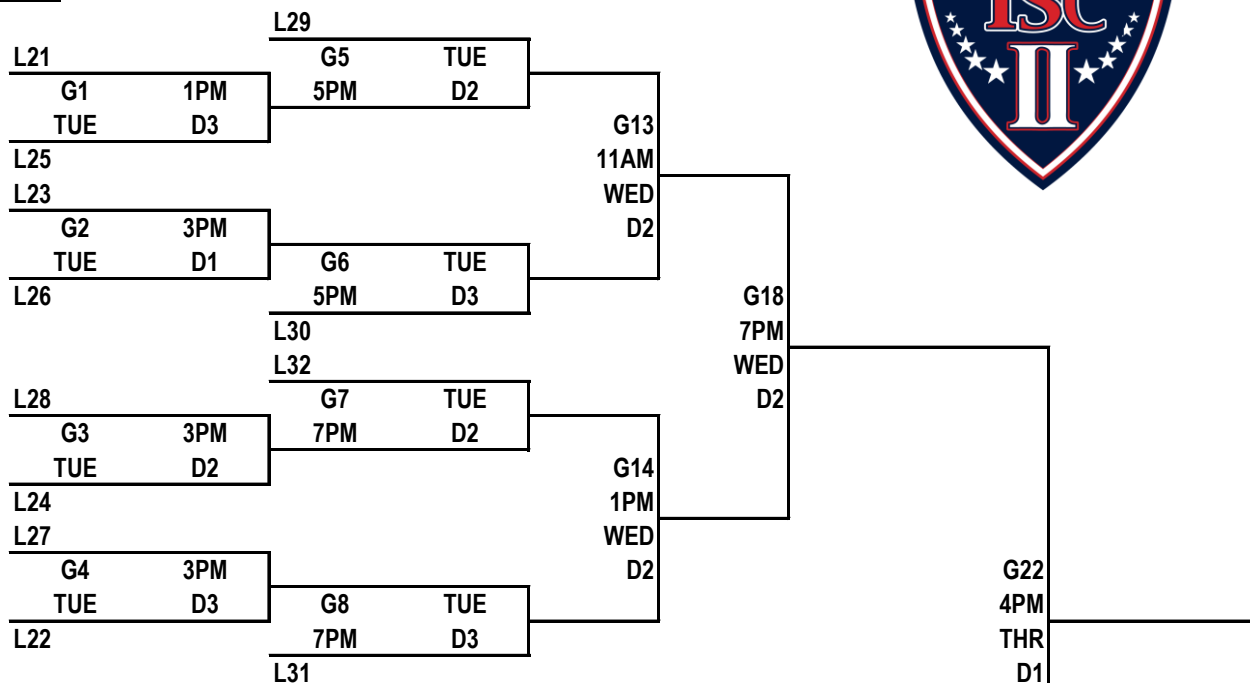 ISC
II
L29
L21
G5 TUE
G1 1PM
5PM D2
TUE D3
G13
L25
11AM
L23
WED
G2 3PM
D2
TUE D1
G6 TUE
L26
5PM D3
G18
L30
7PM
L32
WED
L28
G7 TUE
D2
G3 3PM
7PM D2
TUE D2
G14
L24
1PM
L27
WED
G4 3PM
D2
G22
TUE D3
G8 TUE
4PM
L22
7PM D3
THR
L31
D1